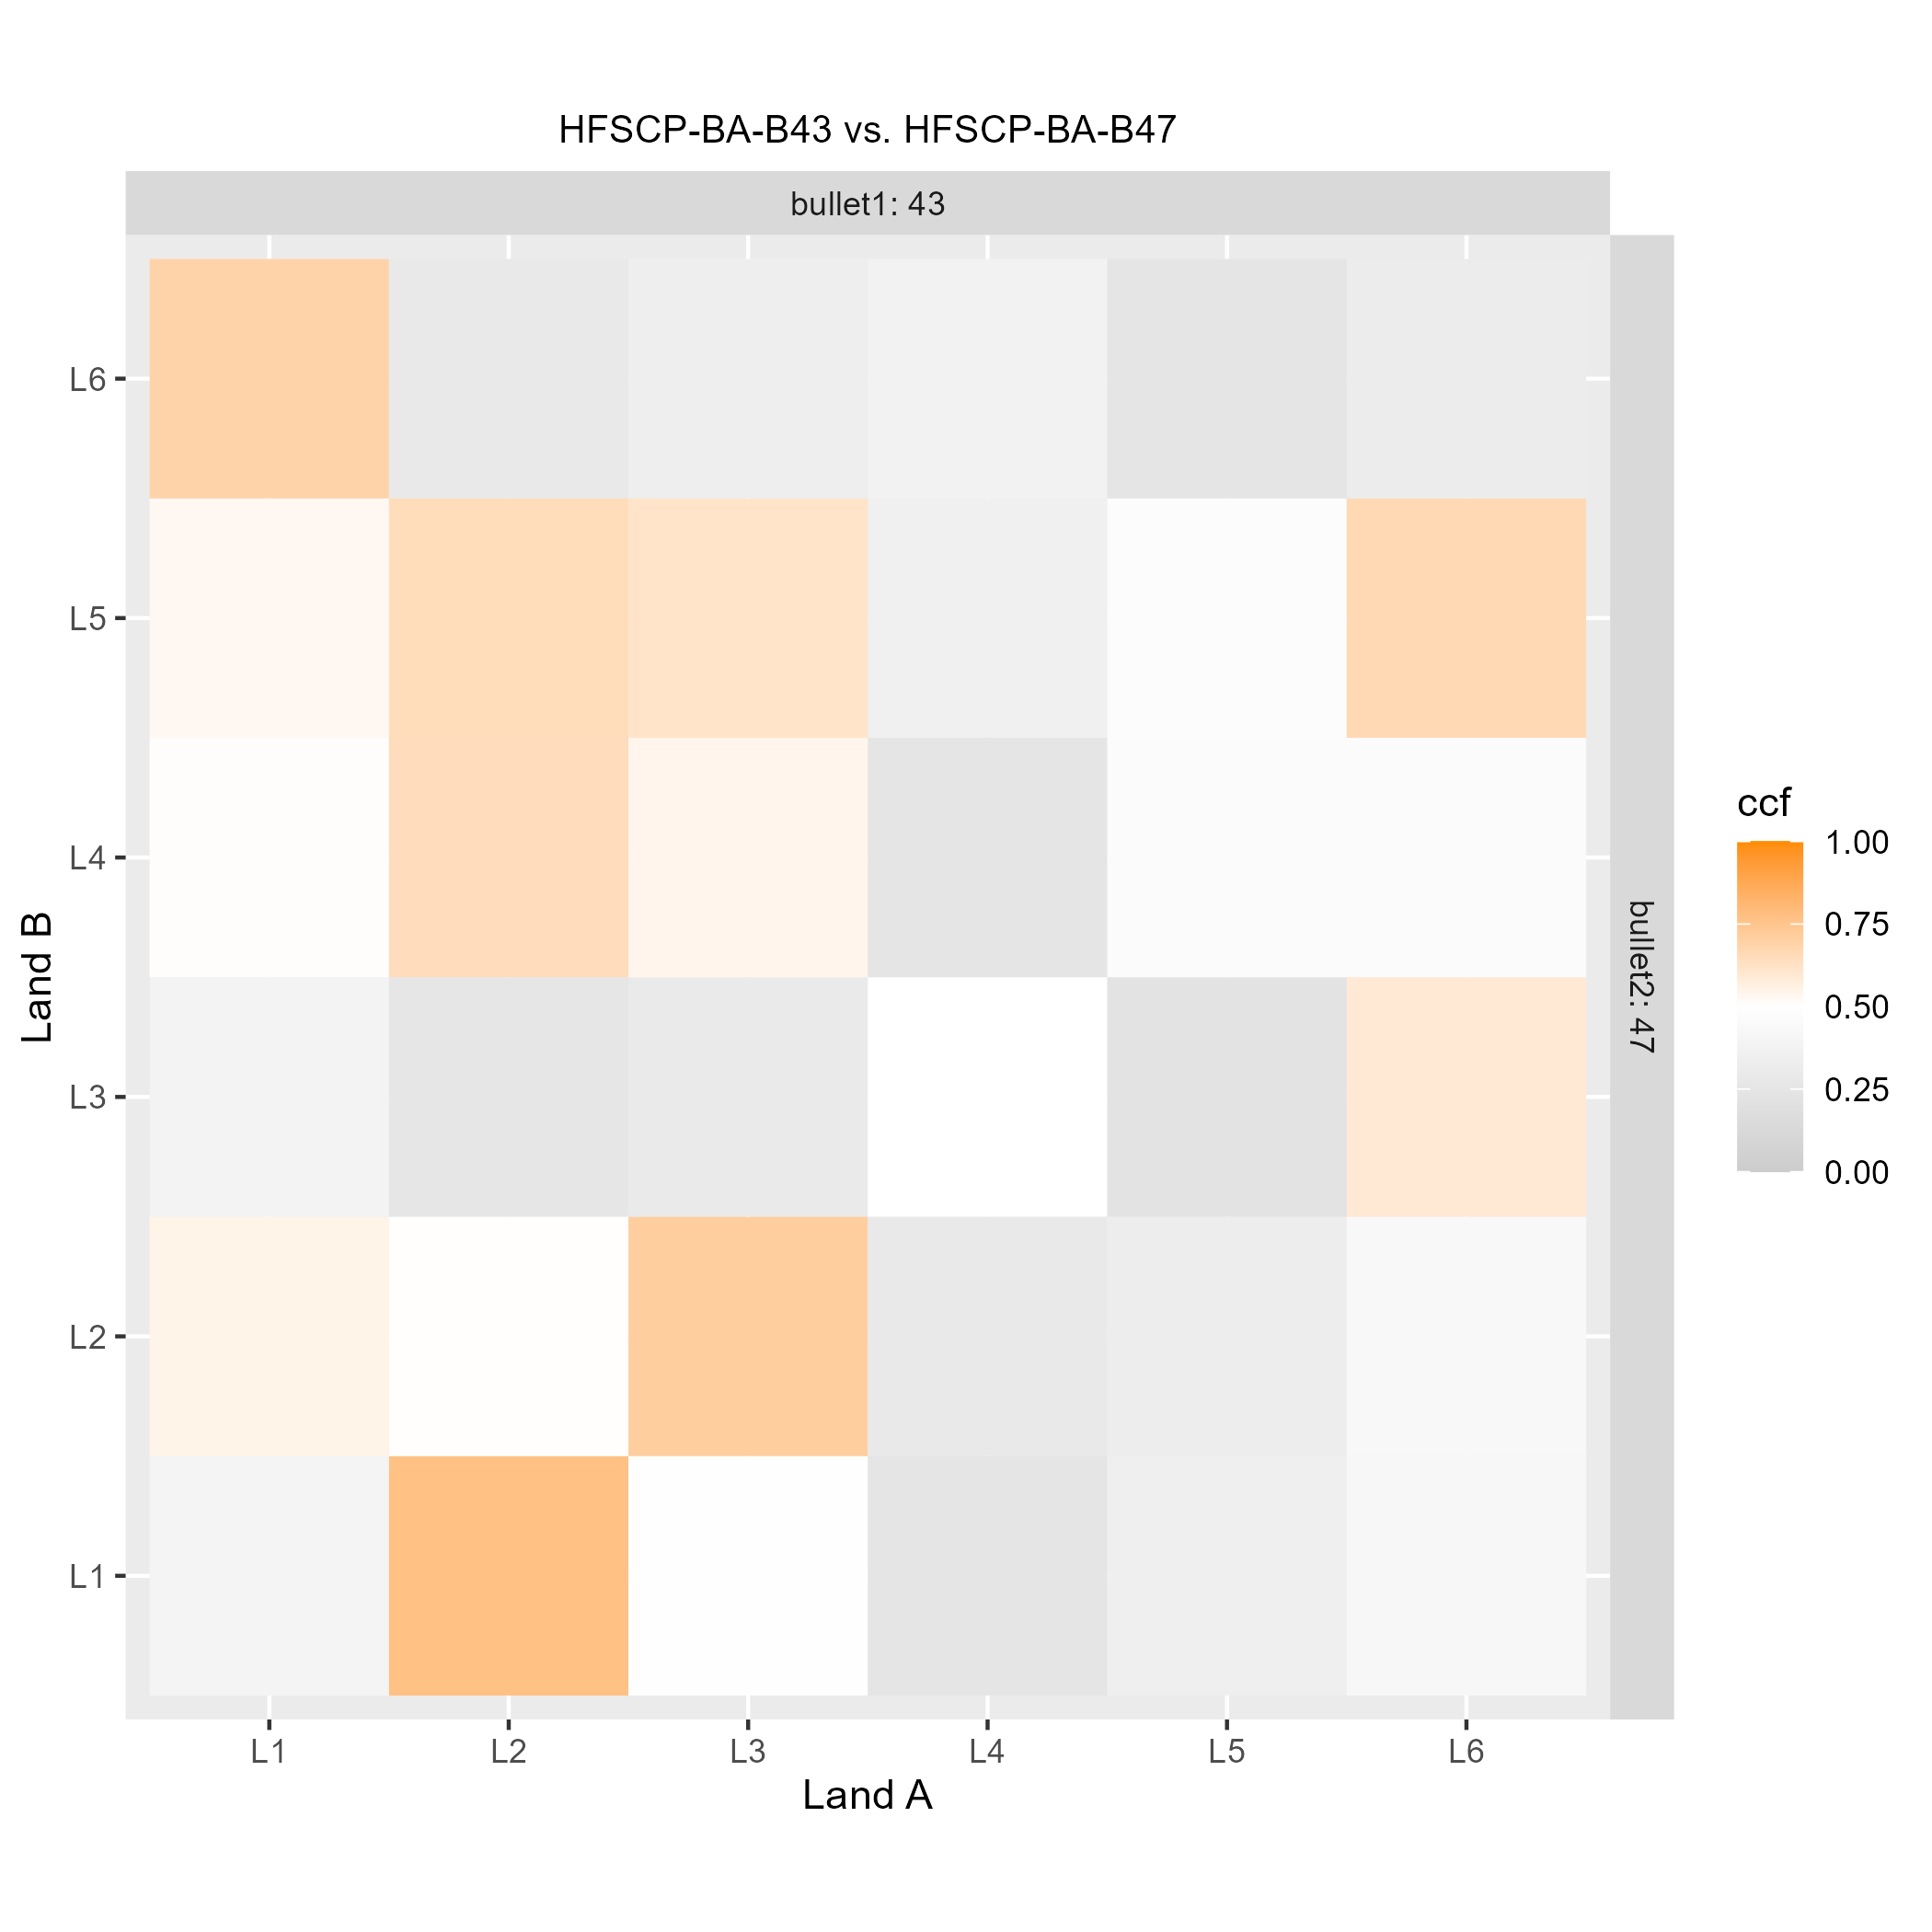 HFSCP-BA-B43 vs. HFSCP-BA-B47
bullet1: 43
L6
L5
L4
L3
L2
L1
Land B
bullet2: 47
L1 L2 L3 L4 L5 L6
Land A
ccf
1.00
0.75
0.50
0.25
0.00